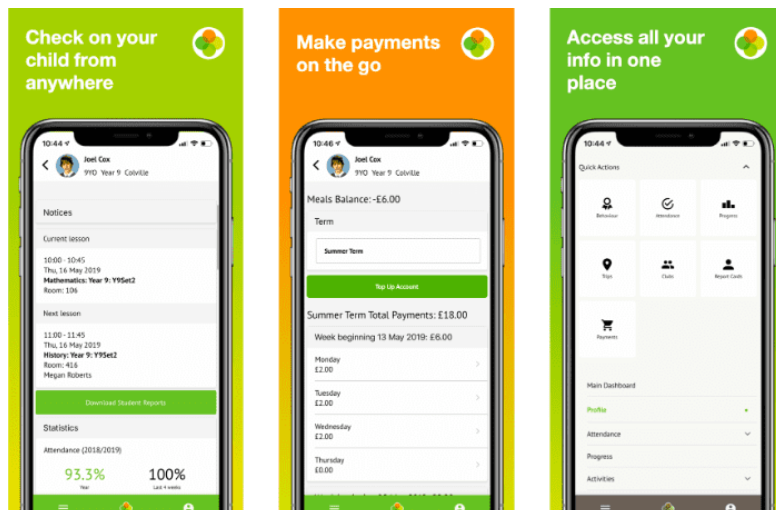 Check on your
child from
anywhere
10:44
Joel Cox
9YO Year 9 Colville
Notices
Current lesson
10:00 - 10:45
Thu, 16 May 2019
Mathematics: Year 9: Y9Set2
Room: 106
Next lesson
11:00 - 11:45
Thu, 16 May 2019
History: Year 9: Y9Set2
Room: 416
Megan Roberts
Download Student Reports
Statistics
Attendance (2018/2019)
93.3% 100%
Year Last 4 weeks
Make payments
on the go
10:46
Joel Cox
9YO Year 9 Colville
Meals Balance: -£6.00
Term
Summer Term
Top Up Account
Summer Term Total Payments: £18.00
Week beginning 13 May 2019: £6.00
Monday
£2.00
Tuesday
£2.00
Wednesday
£2.00
Thursday
£0.00
Access all your
info in one
place
10:44
Quick Actions
Behaviour Attendance Progress
Trips Clubs Report Cards
Payments
Main Dashboard
Profile
Attendance
Progress
Activities